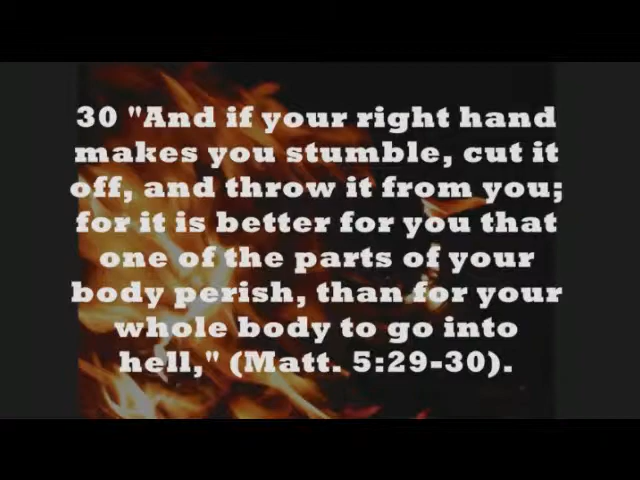 30 "And if your right hand
makes you stumble, cut it
off, and throw it from you;
for it is better for you that
one of the parts of your
body perish, than for your
whole body to go into
hell," (Matt. 5:29-30).